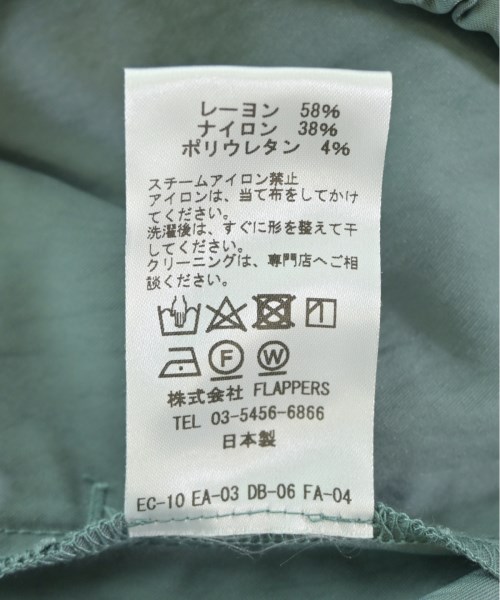 レーヨン 58%
ナイロン 38%
ポリウレタン 4%
スチームアイロン禁止
アイロンは、当て布をしてかけ
てください。
洗濯後は、すぐに形を整えて干
してください。
クリーニングは、専門店へご相
談ください。
F W
株式会社 FLAPPERS
TEL 03-5456-6866
日本製
EC-10 EA-03 DB-06 FA-04